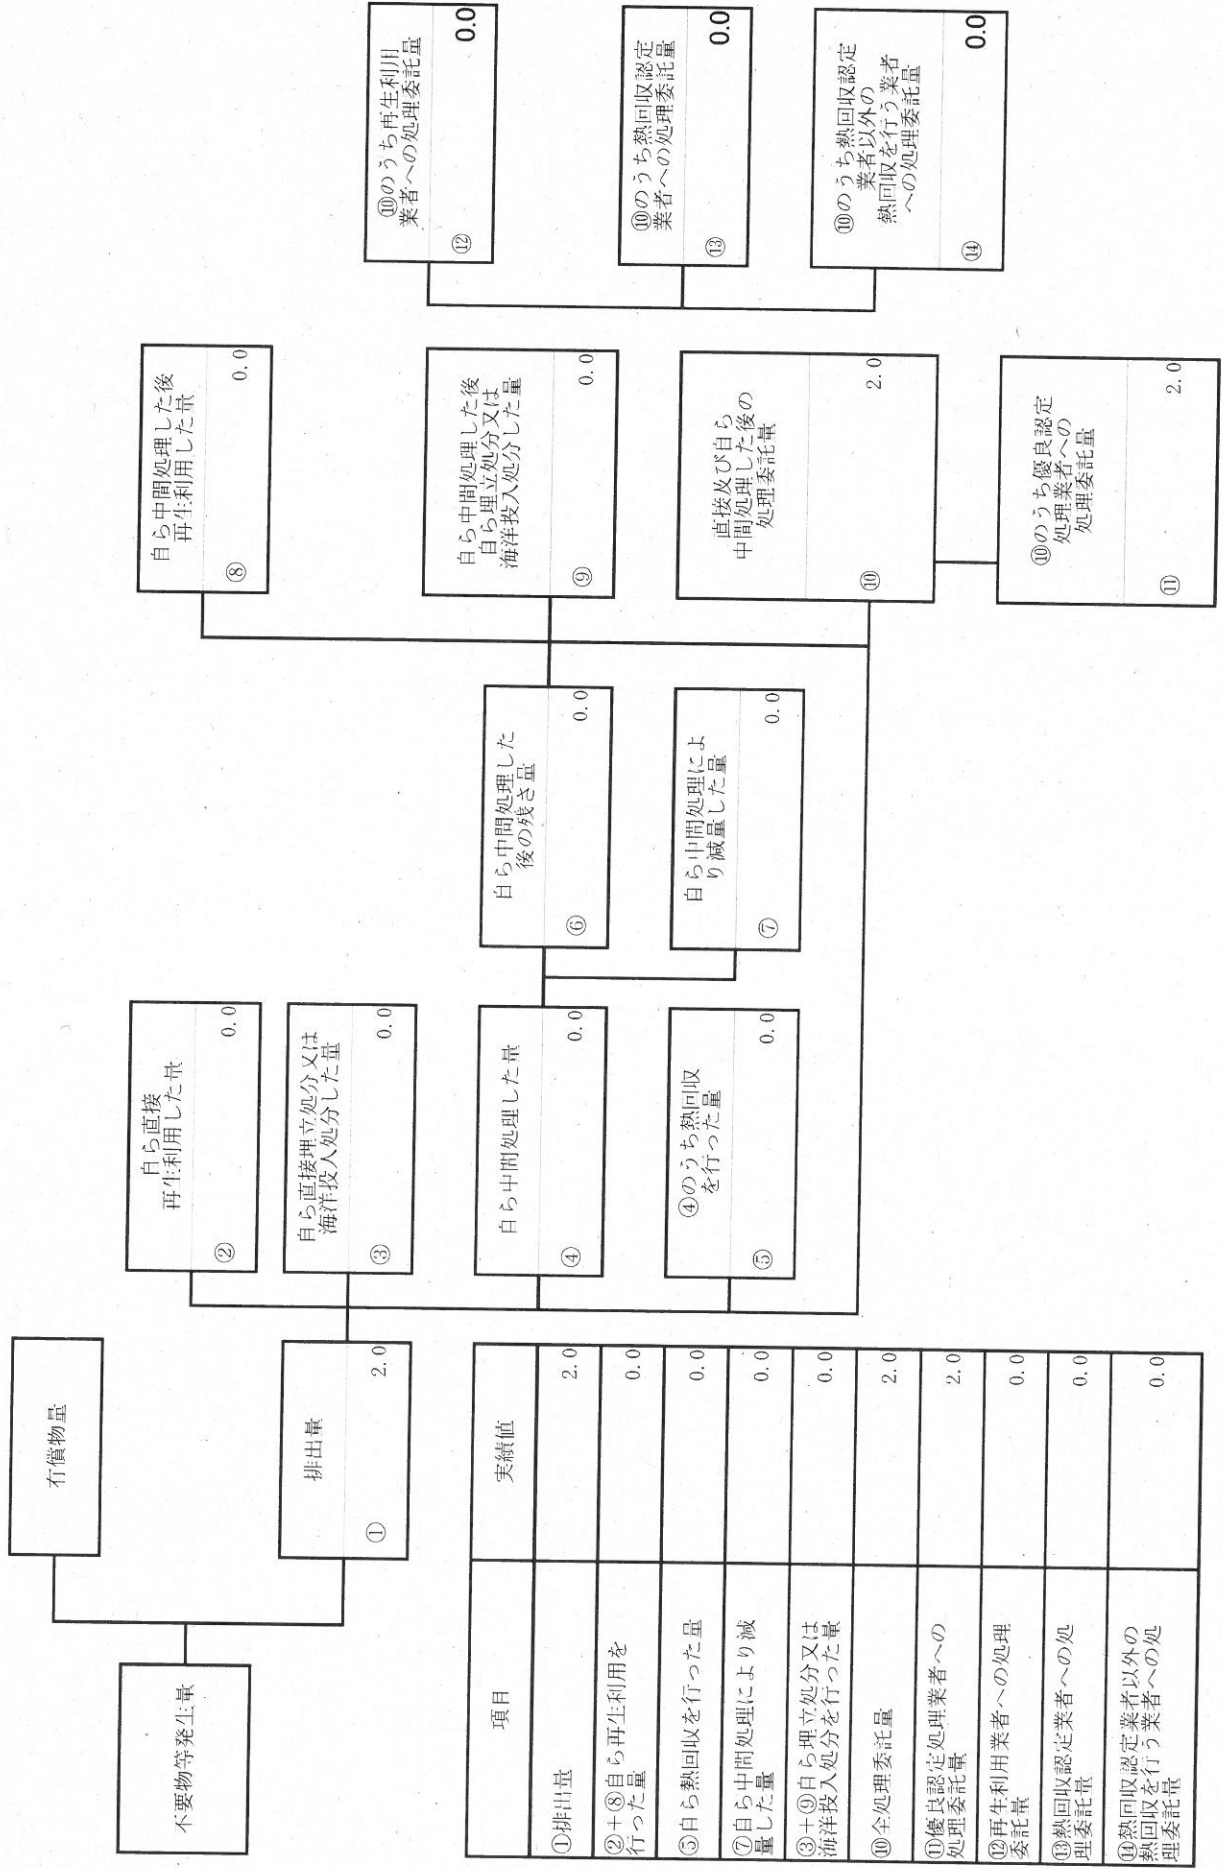 不要物等発生量
有償物量
排出量
① 2.0
自ら直接
再生利用した量
② 0.0
自ら直接埋立処分又は
海洋投入処分した量
③ 0.0
自ら中間処理した量
④ 0.0
④のうち熱回収
を行った量
⑤ 0.0
自ら中間処理した
後の残さ量
⑥ 0.0
自ら中間処理によ
り減量した量
⑦ 0.0
自ら中間処理した後
再生利用した量
⑧ 0.0
自ら中間処理した後
自ら埋立処分又は
海洋投入処分した量
⑨ 0.0
直接及び自ら
中間処理した後の
処理委託量
⑩ 2.0
⑩のうち優良認定
処理業者への
処理委託量
⑪ 2.0
⑩のうち再生利用
業者への処理委託量
⑫ 0.0
⑩のうち熱回収認定
業者への処理委託量
⑬ 0.0
⑩のうち熱回収認定
業者以外の
熱回収を行う業者
への処理委託量
⑭ 0.0
項目 実績値
①排出量 2.0
②+⑧自ら再生利用を
行った量 0.0
⑤自ら熱回収を行った量 0.0
⑦自ら中間処理により減
量した量 0.0
③+⑨自ら埋立処分又は
海洋投入処分を行った量 0.0
⑩全処理委託量 2.0
⑪優良認定処理業者への
処理委託量 2.0
⑫再生利用業者への処理
委託量 0.0
⑬熱回収認定業者への処
理委託量 0.0
⑭熱回収認定業者以外の
熱回収を行う業者への処
理委託量 0.0